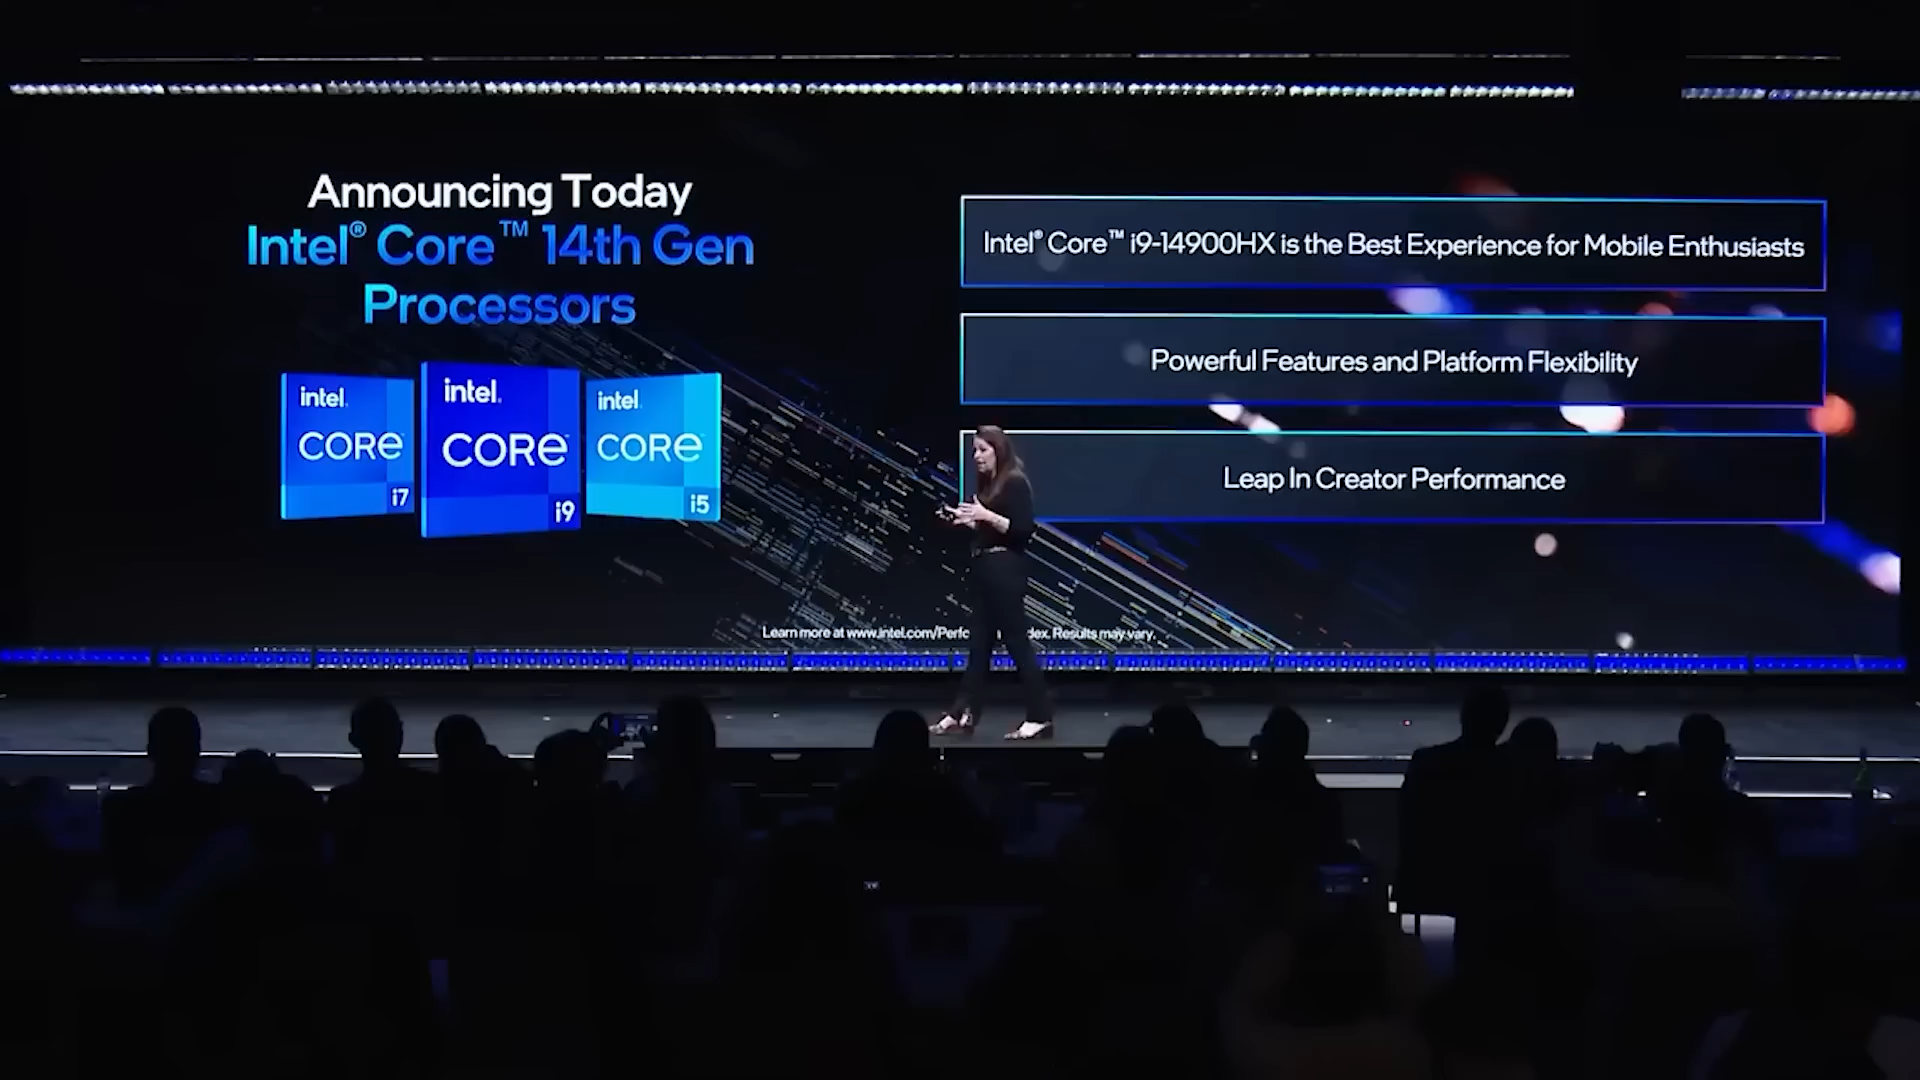 Announcing Today
Intel® Core™ 14th Gen
Processors
intel.
CORE
i7
intel.
CORE
i9
intel.
CORE
i5
Intel® Core™ i9-14900HX is the Best Experience for Mobile Enthusiasts
Powerful Features and Platform Flexibility
Leap In Creator Performance
Learn more at www.intel.com/Perfo dex. Results may vary.